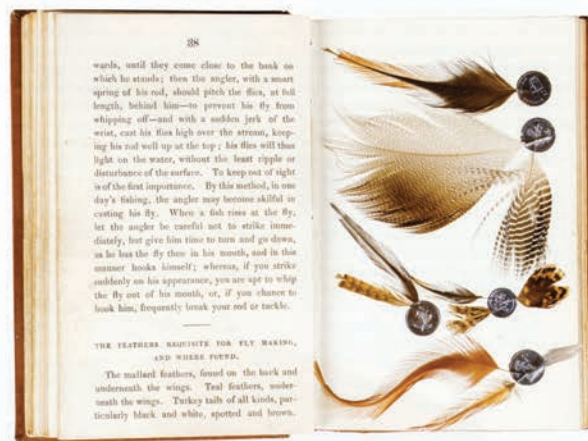 38
wards, until they come close to the bank on
which he stands; then the angler, with a smart
spring of his rod, should pitch the flies, at full
length, behind him—to prevent his fly from
whipping off—and with a sudden jerk of the
wrist, cast his flies high over the stream, keep-
ing his rod well up at the top; his flies will thus
light on the water, without the least ripple or
disturbance of the surface. To keep out of sight
is of the first importance. By this method, in one
day's fishing, the angler may become skilful in
casting his fly. When a fish rises at the fly,
let the angler be careful not to strike imme-
diately, but give him time to turn and go down,
as he has the fly then in his mouth, and in this
manner hooks himself; whereas, if you strike
suddenly on his appearance, you are apt to whip
the fly out of his mouth, or, if you chance to
hook him, frequently break your rod or tackle.
THE FEATHERS REQUISITE FOR FLY MAKING,
AND WHERE FOUND.
The mallard feathers, found on the back and
underneath the wings. Teal feathers, under-
neath the wings. Turkey tails of all kinds, par-
ticularly black and white, spotted and brown.